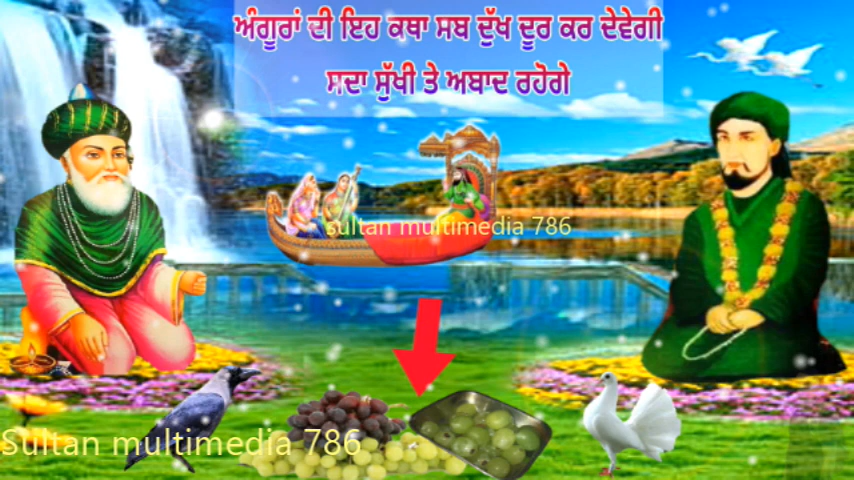 ਅੰਗੂਰਾਂ ਦੀ ਇਹ ਕਥਾ ਸਬ ਦੁੱਖ ਦੂਰ ਕਰ ਦੇਵੇਗੀ
ਸਦਾ ਸੁੱਖੀ ਤੇ ਅਬਾਦ ਰਹੋਗੇ
sultan multimedia 786
Sultan multimedia 786